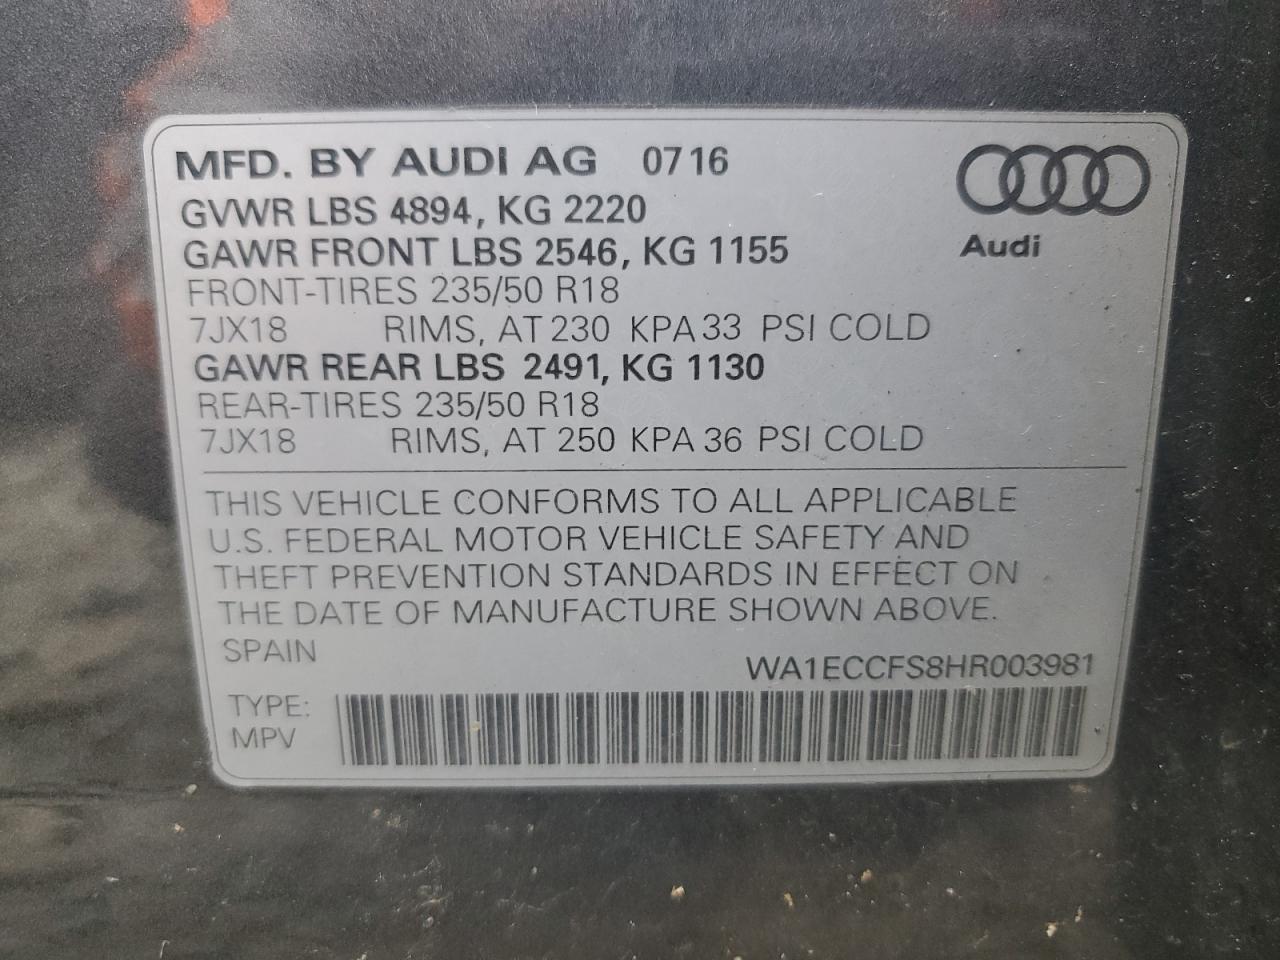 MFD. BY AUDI AG 0716
GVWR LBS 4894, KG 2220
GAWR FRONT LBS 2546, KG 1155
FRONT-TIRES 235/50 R18
7JX18 RIMS, AT 230 KPA 33 PSI COLD
GAWR REAR LBS 2491, KG 1130
REAR-TIRES 235/50 R18
7JX18 RIMS, AT 250 KPA 36 PSI COLD
Audi
THIS VEHICLE CONFORMS TO ALL APPLICABLE
U.S. FEDERAL MOTOR VEHICLE SAFETY AND
THEFT PREVENTION STANDARDS IN EFFECT ON
THE DATE OF MANUFACTURE SHOWN ABOVE.
SPAIN
WA1ECCFS8HR003981
TYPE:
MPV